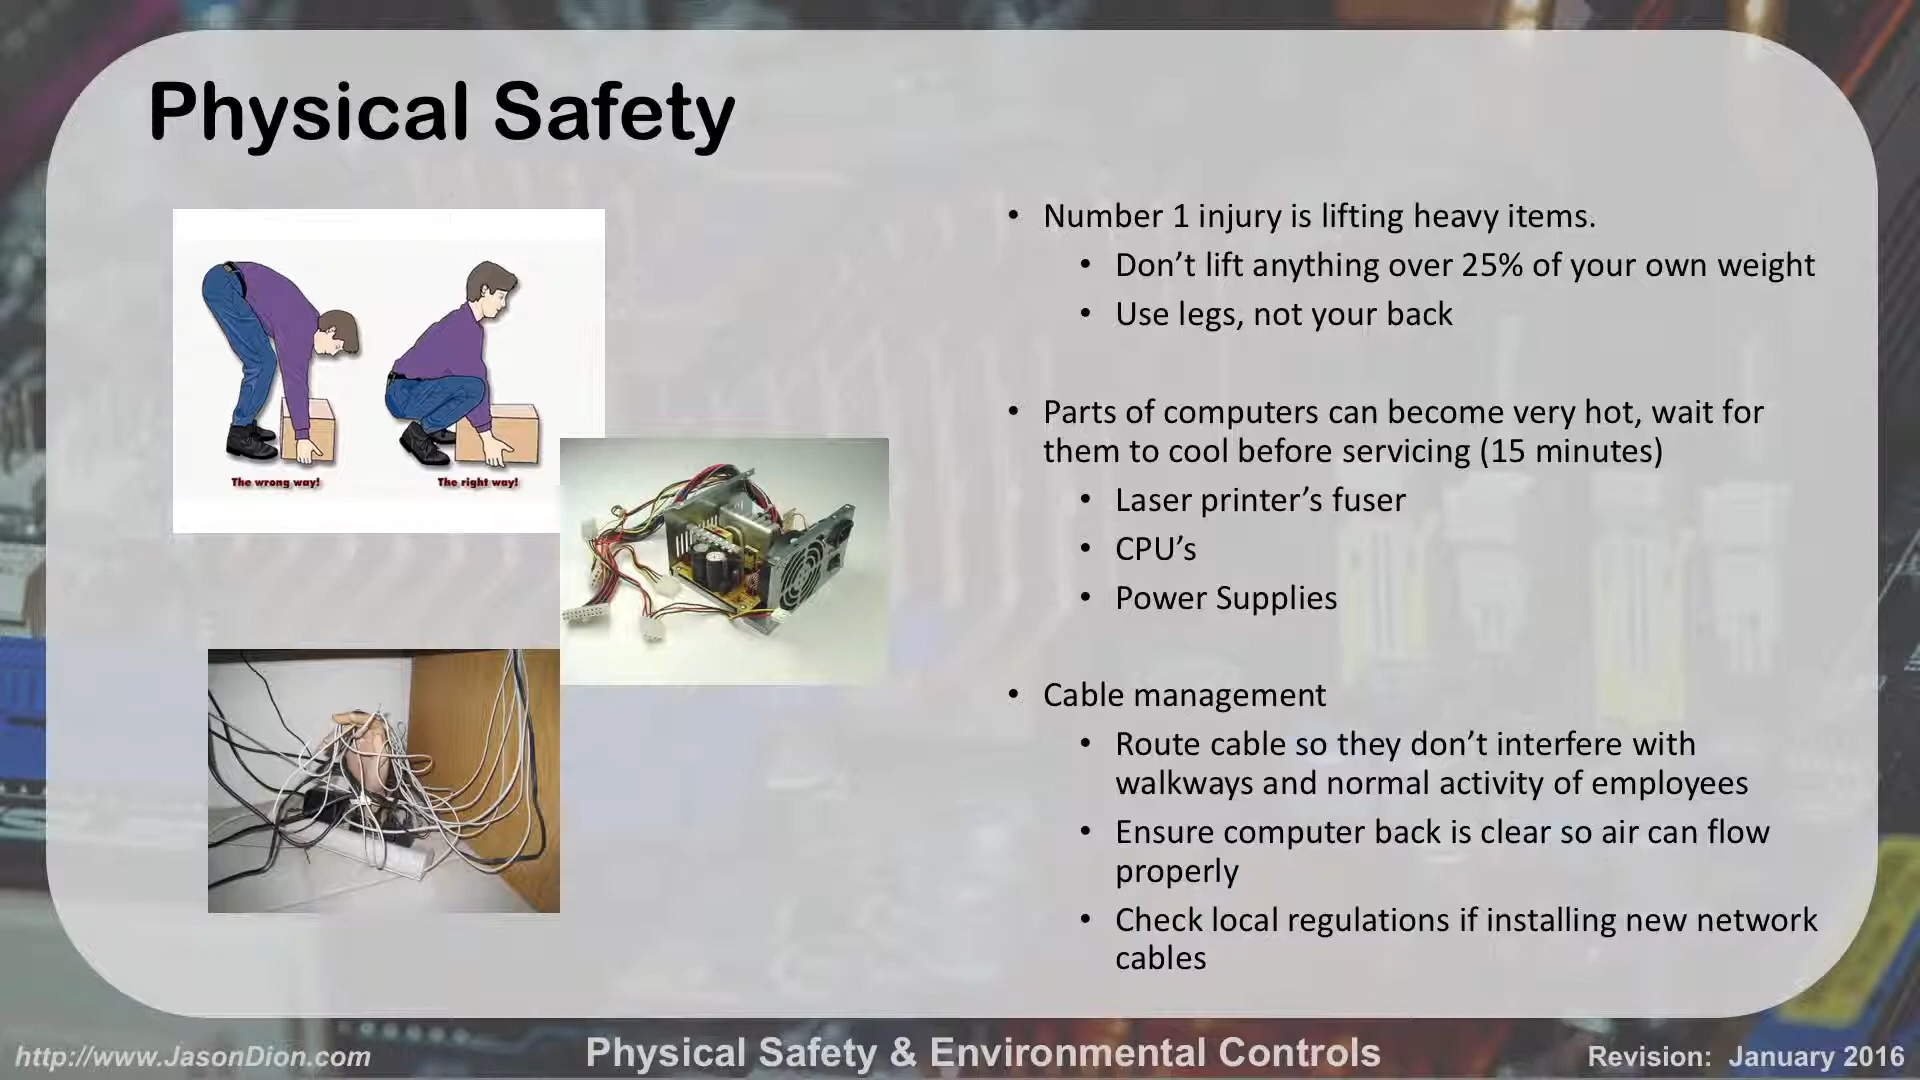 Physical Safety
The wrong way!
The right way!
• Number 1 injury is lifting heavy items.
• Don’t lift anything over 25% of your own weight
• Use legs, not your back
• Parts of computers can become very hot, wait for
them to cool before servicing (15 minutes)
• Laser printer’s fuser
• CPU’s
• Power Supplies
• Cable management
• Route cable so they don’t interfere with
walkways and normal activity of employees
• Ensure computer back is clear so air can flow
properly
• Check local regulations if installing new network
cables
http://www.JasonDion.com
Physical Safety & Environmental Controls
Revision: January 2016